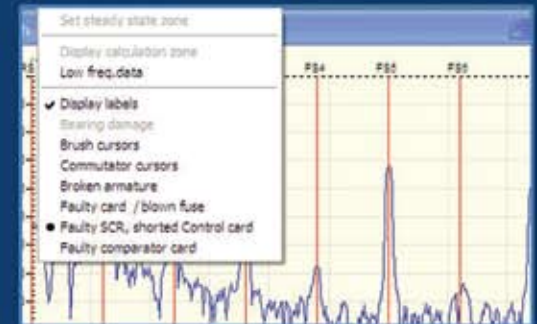 Set steady state zone
Display calculation zone
Low freq.data
Display labels
Bearing damage
Brush cursors
Commutator cursors
Broken armature
Faulty card / blown fuse
Faulty SCR, shorted Control card
Faulty comparator card
FS4 FS5 FS6